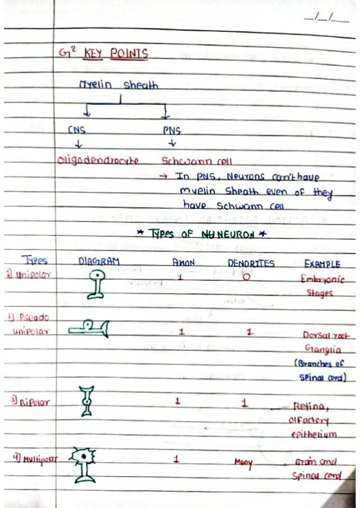 G² KEY POINTS
Myelin Sheath
CNS PNS
↓ ↓
Oligodendrocyte Schwann cell
→ In PNS, Neurons can't have
myelin Sheath even of they
have Schwann cell
* TYPES OF NEURON *
TYPES DIAGRAM AXON DENDRITES EXAMPLE
Unipolar 1 0 Embryonic
Stages
Pseudo
unipolar 1 1 Dorsal root
Ganglia
(Branches of
Spinal cord)
3) Bipolar 1 1 Retina,
olfactory
epithelium
4) Multipolar 1 Many Brain and
Spinal cord